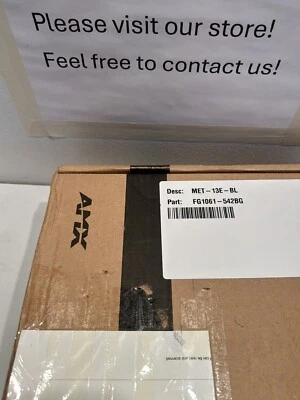 Please visit our store!
Feel free to contact us!
AMX
Desc: MET-13E-BL
Part: FG1061-542BG